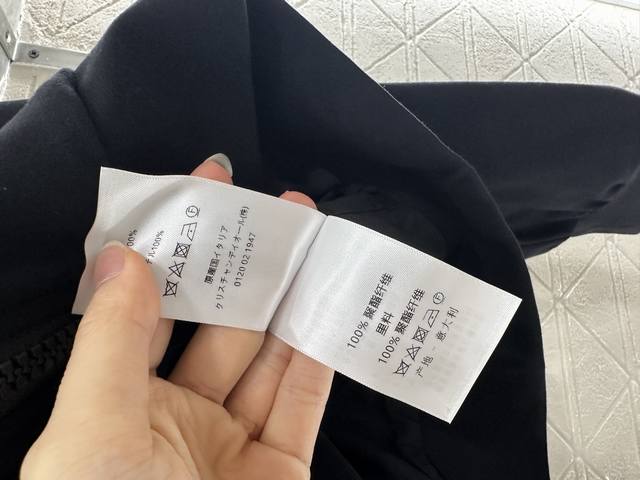 100%
ル100%
原産国イタリア
クリスチャンディオール(株)
0120 02 1947
100% 聚酯纤维
里料
100% 聚酯纤维
产地 - 意大利